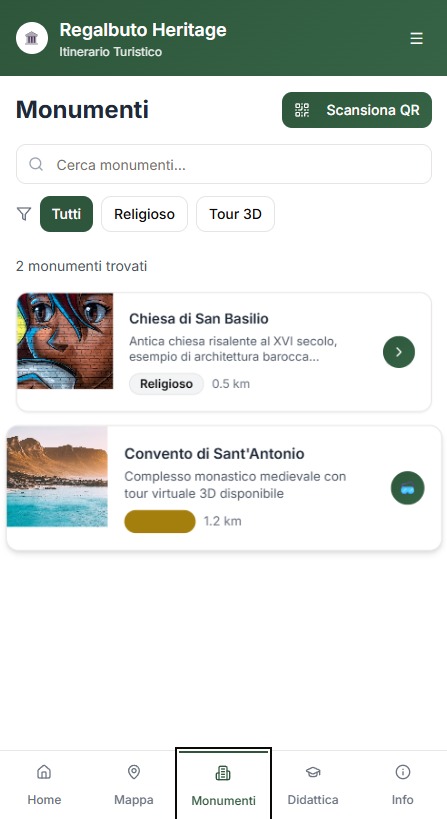 Regalbuto Heritage
Itinerario Turistico
Monumenti
Scansiona QR
Cerca monumenti...
Tutti
Religioso
Tour 3D
2 monumenti trovati
Chiesa di San Basilio
Antica chiesa risalente al XVI secolo,
esempio di architettura barocca...
Religioso
0.5 km
Convento di Sant'Antonio
Complesso monastico medievale con
tour virtuale 3D disponibile
1.2 km
Home
Mappa
Monumenti
Didattica
Info